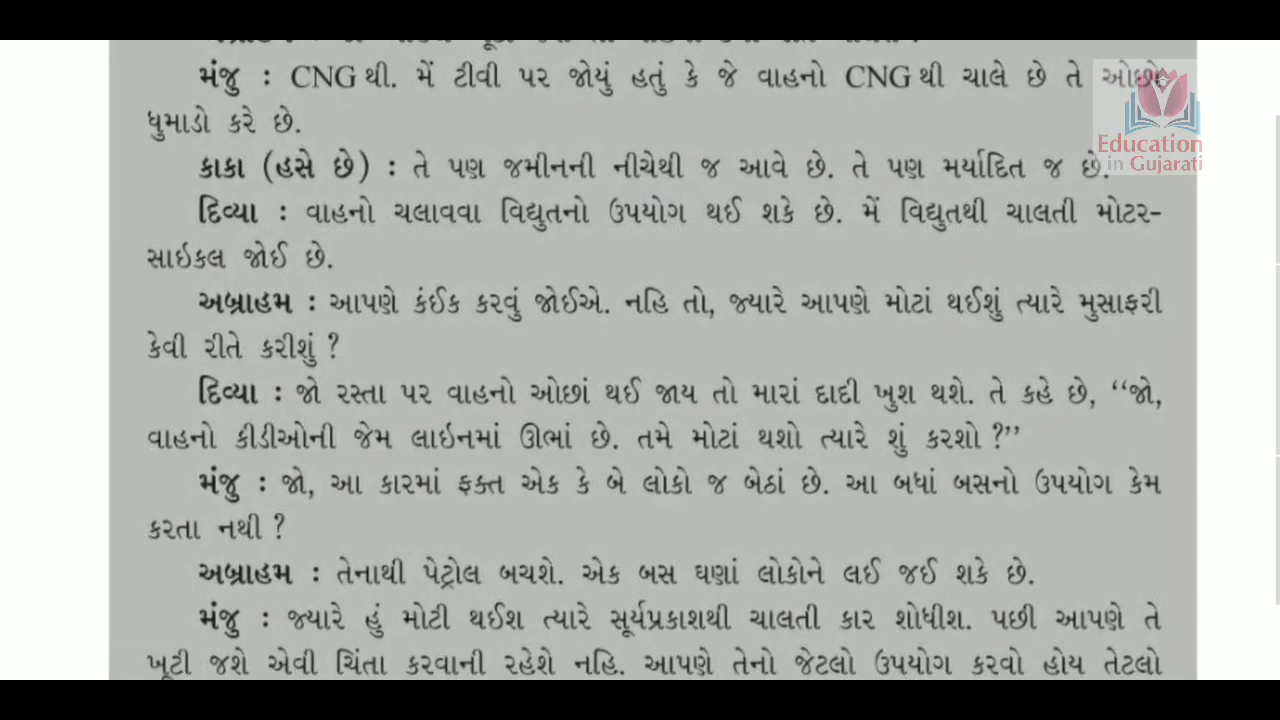 મંજુ : CNG થી. મેં ટીવી પર જોયું હતું કે જે વાહનો CNG થી ચાલે છે તે ઓછો
ધુમાડો કરે છે.
કાકા (હસે છે) : તે પણ જમીનની નીચેથી જ આવે છે. તે પણ મર્યાદિત જ છે.
દિવ્યા : વાહનો ચલાવવા વિદ્યુતનો ઉપયોગ થઈ શકે છે. મેં વિદ્યુતથી ચાલતી મોટર-
સાઇકલ જોઈ છે.
અબ્રાહમ : આપણે કંઈક કરવું જોઈએ. નહિ તો, જ્યારે આપણે મોટાં થઈશું ત્યારે મુસાફરી
કેવી રીતે કરીશું ?
દિવ્યા : જો રસ્તા પર વાહનો ઓછાં થઈ જાય તો મારાં દાદી ખુશ થશે. તે કહે છે, “જો,
વાહનો કીડીઓની જેમ લાઇનમાં ઊભાં છે. તમે મોટાં થશો ત્યારે શું કરશો ?”
મંજુ : જો, આ કારમાં ફક્ત એક કે બે લોકો જ બેઠાં છે. આ બધાં બસનો ઉપયોગ કેમ
કરતા નથી ?
અબ્રાહમ : તેનાથી પેટ્રોલ બચશે. એક બસ ઘણાં લોકોને લઈ જઈ શકે છે.
મંજુ : જ્યારે હું મોટી થઈશ ત્યારે સૂર્યપ્રકાશથી ચાલતી કાર શોધીશ. પછી આપણે તે
ખૂટી જશે એવી ચિંતા કરવાની રહેશે નહિ. આપણે તેનો જેટલો ઉપયોગ કરવો હોય તેટલો
Education
in Gujarati